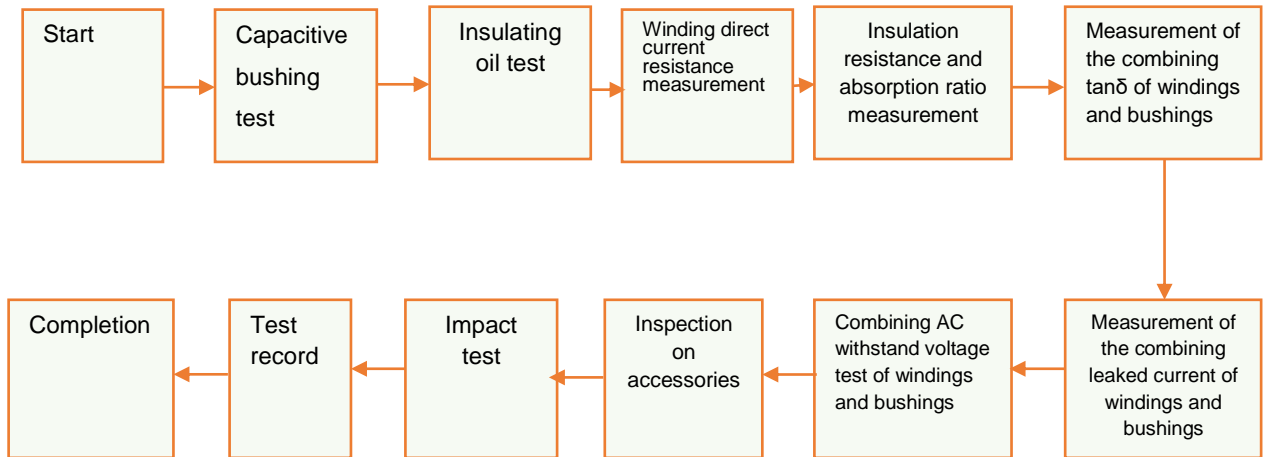 Start
Capacitive
bushing
test
Insulating
oil test
Winding direct
current
resistance
measurement
Insulation
resistance and
absorption ratio
measurement
Measurement of
the combining
tanδ of windings
and bushings
Measurement of
the combining
leaked current of
windings and
bushings
Combining AC
withstand voltage
test of windings
and bushings
Inspection
on
accessories
Impact
test
Test
record
Completion